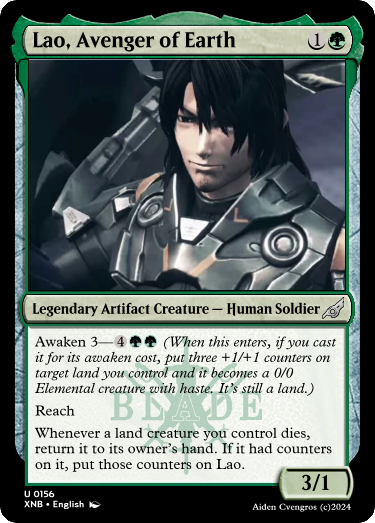 Lao, Avenger of Earth 1
Legendary Artifact Creature — Human Soldier
Awaken 3—4 (When this enters, if you cast
it for its awaken cost, put three +1/+1 counters on
target land you control and it becomes a 0/0
Elemental creature with haste. It's still a land.)
Reach
BLADE
Whenever a land creature you control dies,
return it to its owner's hand. If it had counters
on it, put those counters on Lao.
3/1
U 0156
XNB • English
Aiden Cvengros (c)2024